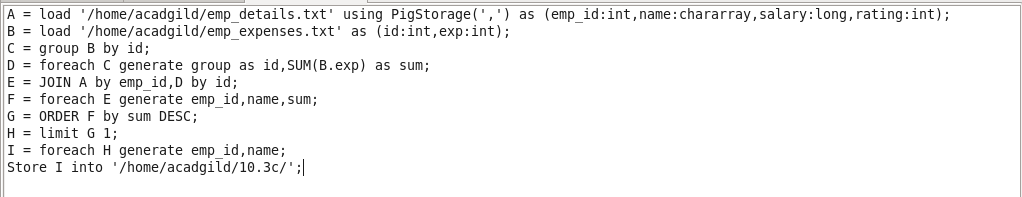 A = load '/home/acadgild/emp_details.txt' using PigStorage(',') as (emp_id:int,name:chararray,salary:long,rating:int);
B = load '/home/acadgild/emp_expenses.txt' as (id:int,exp:int);
C = group B by id;
D = foreach C generate group as id,SUM(B.exp) as sum;
E = JOIN A by emp_id,D by id;
F = foreach E generate emp_id,name,sum;
G = ORDER F by sum DESC;
H = limit G 1;
I = foreach H generate emp_id,name;
Store I into '/home/acadgild/10.3c/';